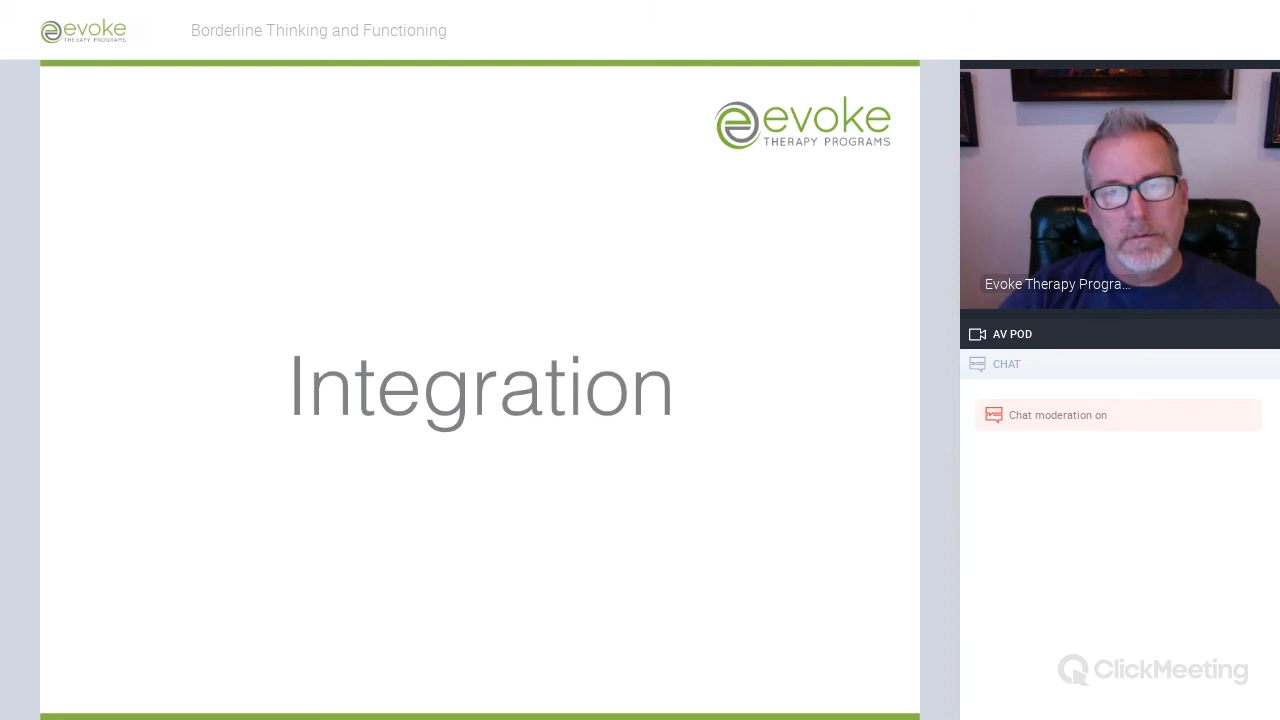 evoke
THERAPY PROGRAMS
Borderline Thinking and Functioning
evoke
THERAPY PROGRAMS
Integration
Evoke Therapy Progra...
AV POD
CHAT
Chat moderation on
ClickMeeting